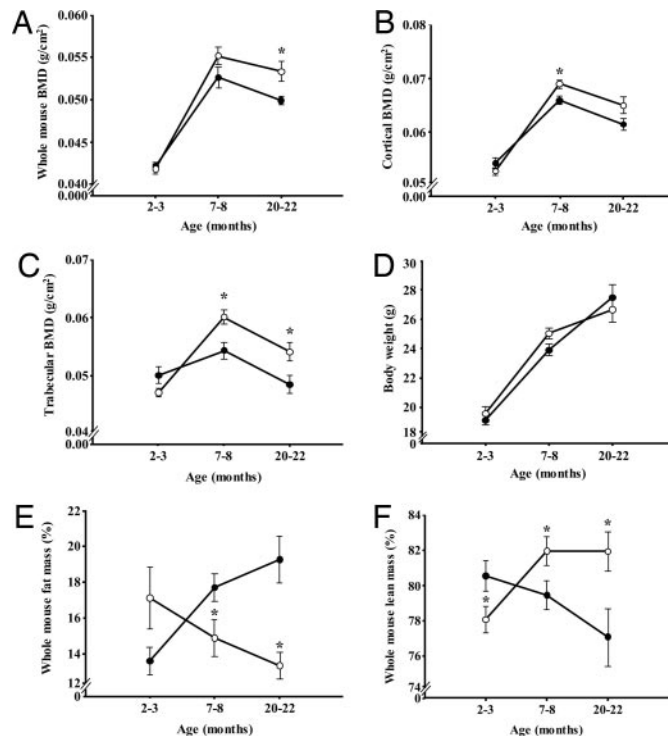 A
Whole mouse BMD (g/cm²)
0.060
0.055
0.050
0.045
0.040
0.000
*
2-3 7-8 20-22
Age (months)
B
Cortical BMD (g/cm²)
0.08
0.07
0.06
0.05
0.00
*
2-3 7-8 20-22
Age (months)
C
Trabecular BMD (g/cm²)
0.07
0.06
0.05
0.04
0.00
* *
2-3 7-8 20-22
Age (months)
D
Body weight (g)
28
26
24
22
20
18
0
2-3 7-8 20-22
Age (months)
E
Whole mouse fat mass (%)
22
20
18
16
14
12
0
* *
2-3 7-8 20-22
Age (months)
F
Whole mouse lean mass (%)
84
82
80
78
76
74
0
* * *
2-3 7-8 20-22
Age (months)